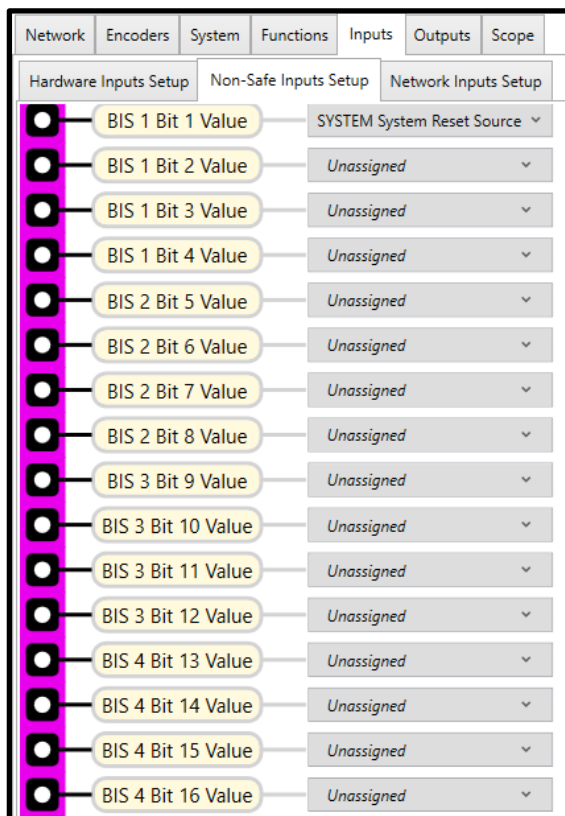 Network Encoders System Functions Inputs Outputs Scope
Hardware Inputs Setup Non-Safe Inputs Setup Network Inputs Setup
BIS 1 Bit 1 Value SYSTEM System Reset Source
BIS 1 Bit 2 Value Unassigned
BIS 1 Bit 3 Value Unassigned
BIS 1 Bit 4 Value Unassigned
BIS 2 Bit 5 Value Unassigned
BIS 2 Bit 6 Value Unassigned
BIS 2 Bit 7 Value Unassigned
BIS 2 Bit 8 Value Unassigned
BIS 3 Bit 9 Value Unassigned
BIS 3 Bit 10 Value Unassigned
BIS 3 Bit 11 Value Unassigned
BIS 3 Bit 12 Value Unassigned
BIS 4 Bit 13 Value Unassigned
BIS 4 Bit 14 Value Unassigned
BIS 4 Bit 15 Value Unassigned
BIS 4 Bit 16 Value Unassigned